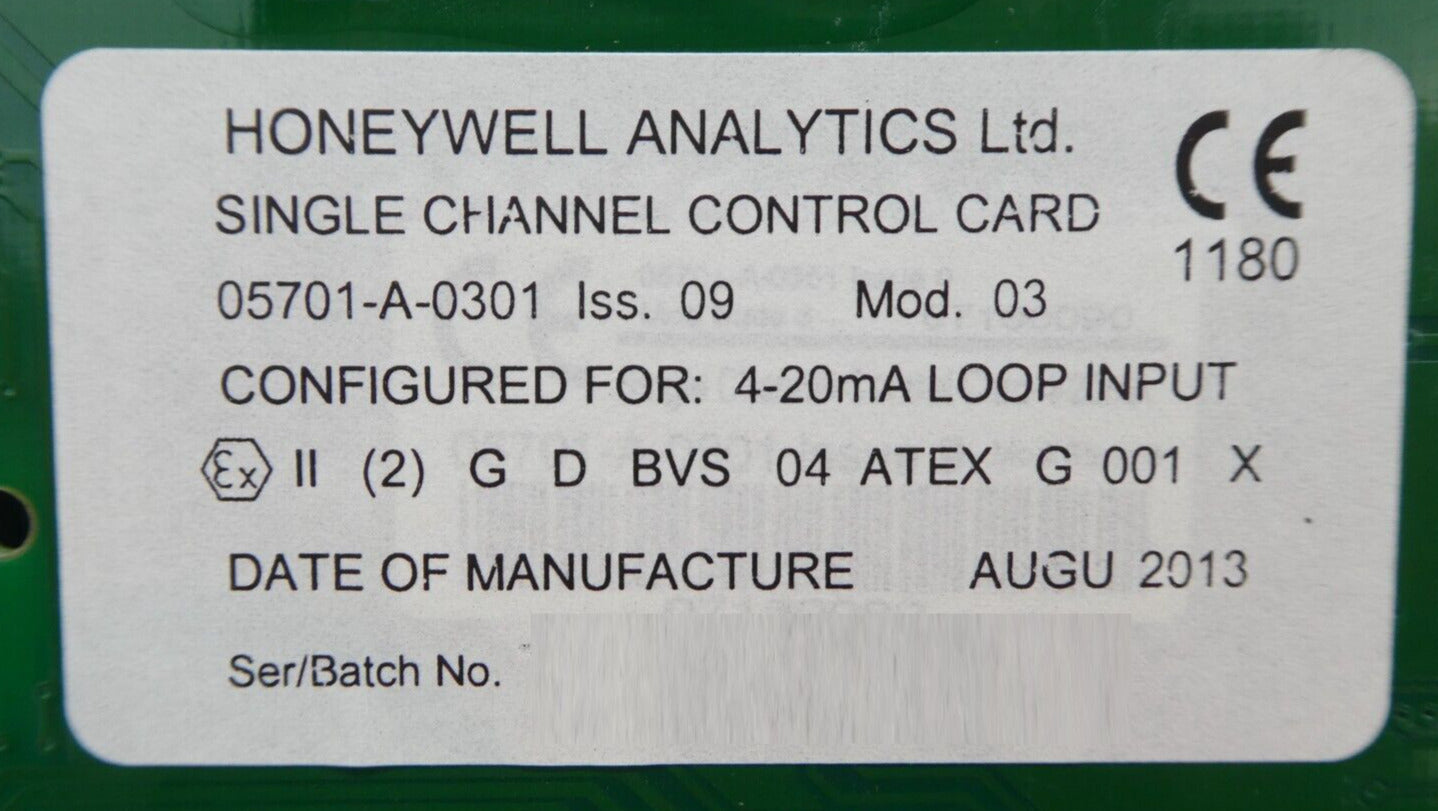 HONEYWELL ANALYTICS Ltd.
CE
SINGLE CHANNEL CONTROL CARD
1180
05701-A-0301 Iss. 09 Mod. 03
CONFIGURED FOR: 4-20mA LOOP INPUT
Ex II (2) G D BVS 04 ATEX G 001 X
DATE OF MANUFACTURE AUGU 2013
Ser/Batch No.